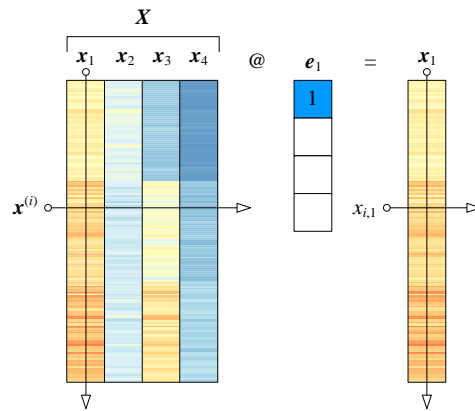 X
x₁ x₂ x₃ x₄ @ e₁ = x₁
1
x⁽ⁱ⁾ xᵢ,₁